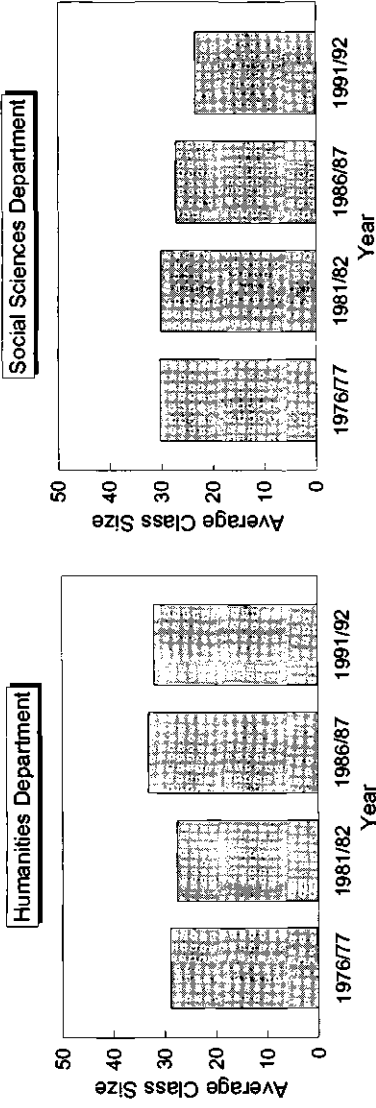 Humanities Department
Average Class Size
50
40
30
20
10
0
1976/77 1981/82 1986/87 1991/92
Year
Social Sciences Department
Average Class Size
50
40
30
20
10
0
1976/77 1981/82 1986/87 1991/92
Year